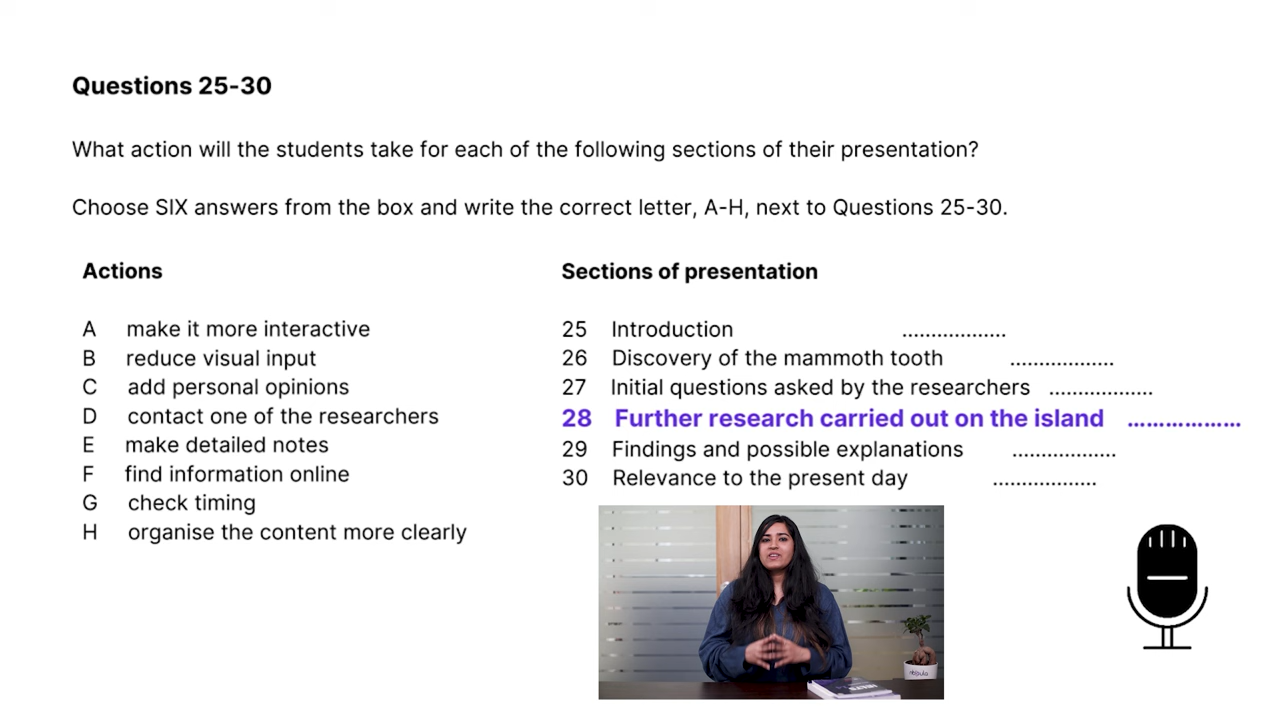 Questions 25-30
What action will the students take for each of the following sections of their presentation?
Choose SIX answers from the box and write the correct letter, A-H, next to Questions 25-30.
Actions
A make it more interactive
B reduce visual input
C add personal opinions
D contact one of the researchers
E make detailed notes
F find information online
G check timing
H organise the content more clearly
Sections of presentation
25 Introduction ..................
26 Discovery of the mammoth tooth ..................
27 Initial questions asked by the researchers ..................
28 Further research carried out on the island ..................
29 Findings and possible explanations ..................
30 Relevance to the present day ..................